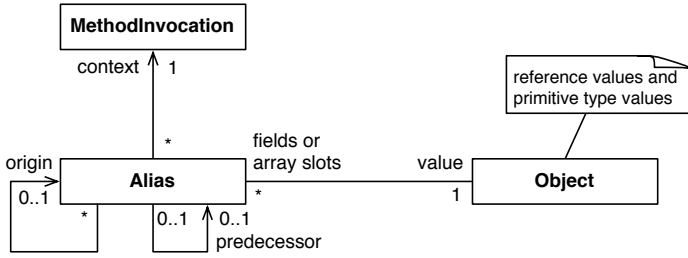 MethodInvocation
context
1
reference values and
primitive type values
*
fields or
array slots
origin
value
Alias
Object
0..1
*
1
*
0..1
0..1
predecessor